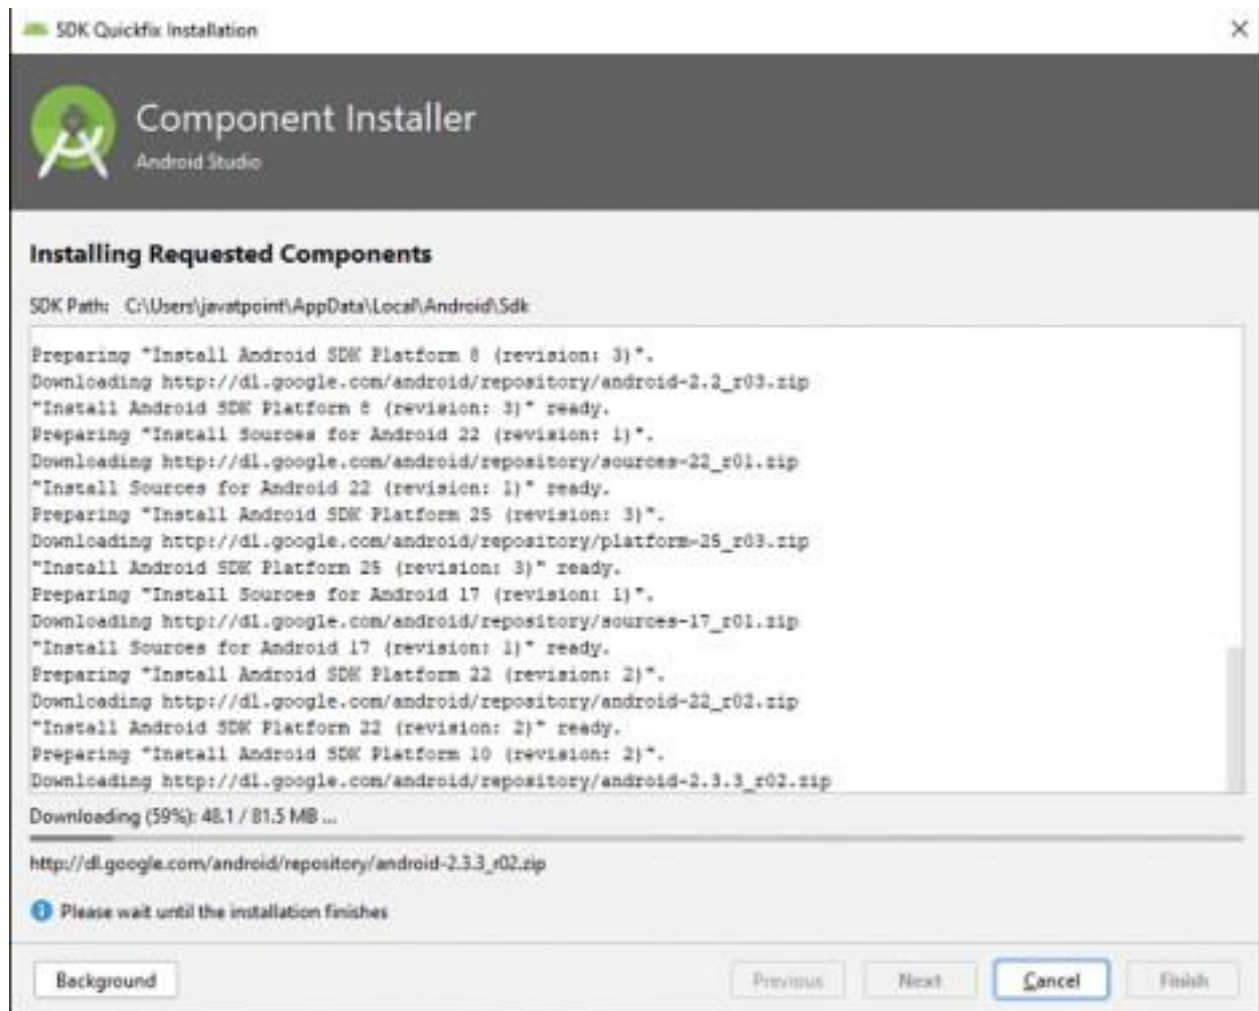 SDK Quickfix Installation
Component Installer
Android Studio
Installing Requested Components
SDK Path: C:\Users\javatpoint\AppData\Local\Android\Sdk
Preparing "Install Android SDK Platform 8 (revision: 3)".
Downloading http://dl.google.com/android/repository/android-2.2_r03.zip
"Install Android SDK Platform 8 (revision: 3)" ready.
Preparing "Install Sources for Android 22 (revision: 1)".
Downloading http://dl.google.com/android/repository/sources-22_r01.zip
"Install Sources for Android 22 (revision: 1)" ready.
Preparing "Install Android SDK Platform 25 (revision: 3)".
Downloading http://dl.google.com/android/repository/platform-25_r03.zip
"Install Android SDK Platform 25 (revision: 3)" ready.
Preparing "Install Sources for Android 17 (revision: 1)".
Downloading http://dl.google.com/android/repository/sources-17_r01.zip
"Install Sources for Android 17 (revision: 1)" ready.
Preparing "Install Android SDK Platform 22 (revision: 2)".
Downloading http://dl.google.com/android/repository/android-22_r02.zip
"Install Android SDK Platform 22 (revision: 2)" ready.
Preparing "Install Android SDK Platform 10 (revision: 2)".
Downloading http://dl.google.com/android/repository/android-2.3.3_r02.zip
Downloading (59%): 48.1 / 81.5 MB ...
http://dl.google.com/android/repository/android-2.3.3_r02.zip
Please wait until the installation finishes
Background Previous Next Cancel Finish